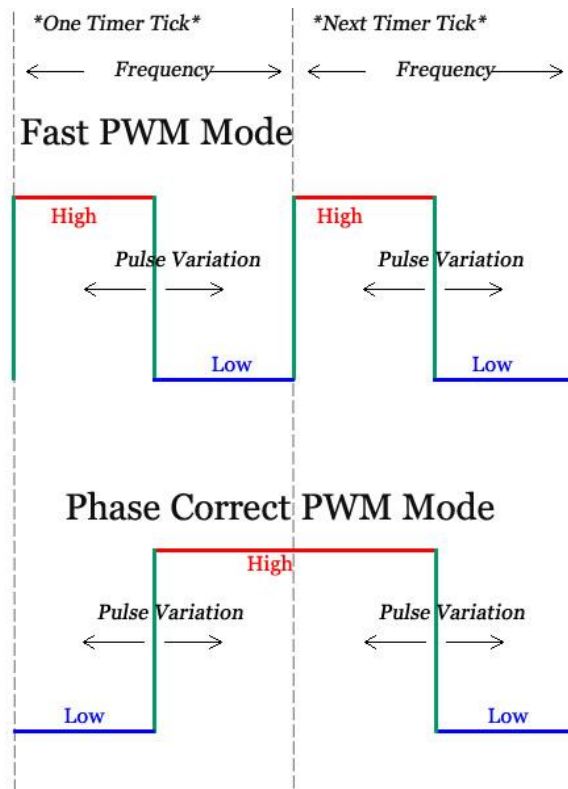 *One Timer Tick* *Next Timer Tick*
Frequency Frequency
Fast PWM Mode
High High
Pulse Variation Pulse Variation
Low Low
Phase Correct PWM Mode
High
Pulse Variation Pulse Variation
Low Low